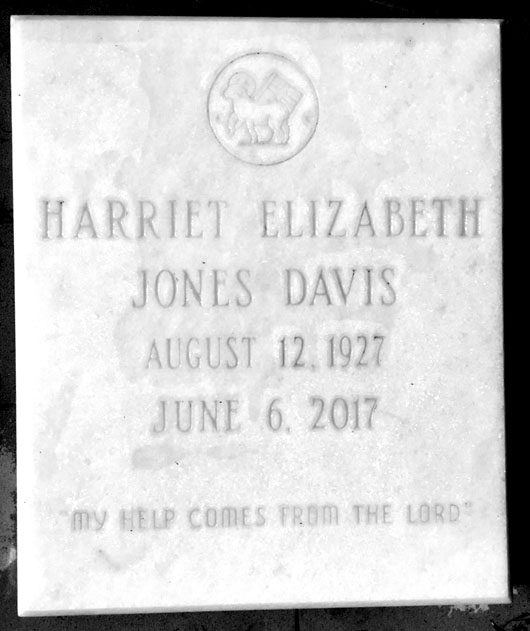 HARRIET ELIZABETH
JONES DAVIS
AUGUST 12, 1927
JUNE 6, 2017
"MY HELP COMES FROM THE LORD"